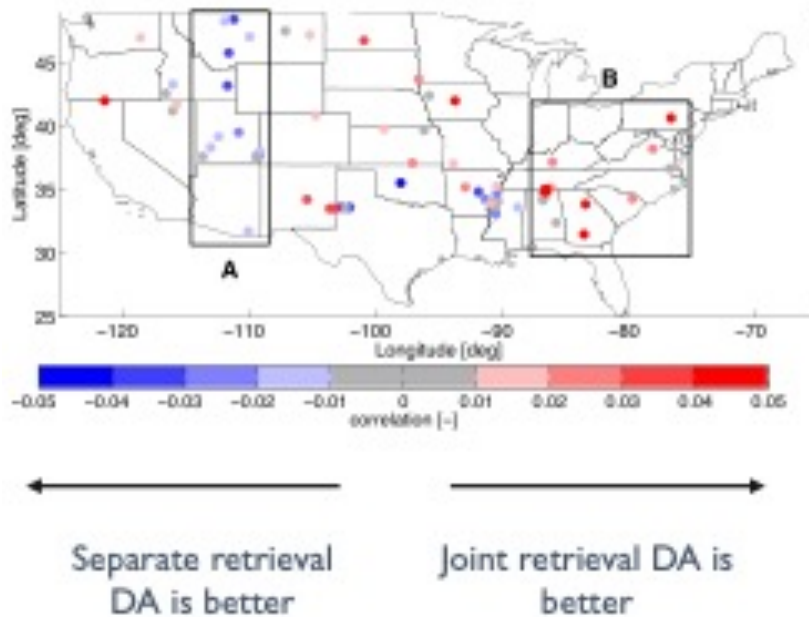 45
40
35
30
25
Latitude [deg]
A
B
−120 −110 −100 −90 −80 −70
Longitude [deg]
−0.05 −0.04 −0.03 −0.02 −0.01 0 0.01 0.02 0.03 0.04 0.05
correlation [−]
Separate retrieval
DA is better
Joint retrieval DA is
better